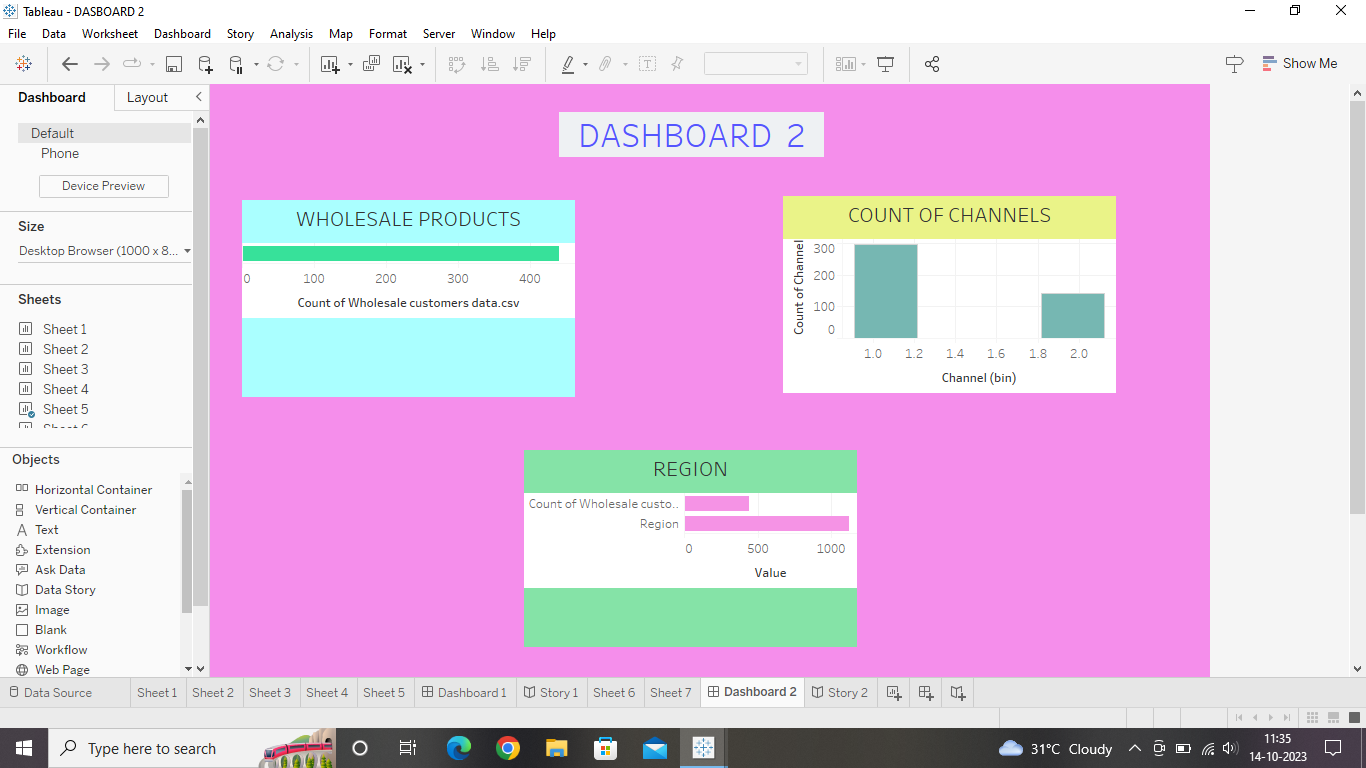 Tableau - DASBOARD 2
File Data Worksheet Dashboard Story Analysis Map Format Server Window Help
Show Me
Dashboard Layout
Default
Phone
Device Preview
Size
Desktop Browser (1000 x 8...
Sheets
Sheet 1
Sheet 2
Sheet 3
Sheet 4
Sheet 5
Objects
Horizontal Container
Vertical Container
Text
Extension
Ask Data
Data Story
Image
Blank
Workflow
Web Page
DASHBOARD 2
WHOLESALE PRODUCTS
0 100 200 300 400
Count of Wholesale customers data.csv
COUNT OF CHANNELS
Count of Channel
300
200
100
0
1.0 1.2 1.4 1.6 1.8 2.0
Channel (bin)
REGION
Count of Wholesale custo..
Region
0 500 1000
Value
Data Source Sheet 1 Sheet 2 Sheet 3 Sheet 4 Sheet 5 Dashboard 1 Story 1 Sheet 6 Sheet 7 Dashboard 2 Story 2
Type here to search
31°C Cloudy
11:35
14-10-2023